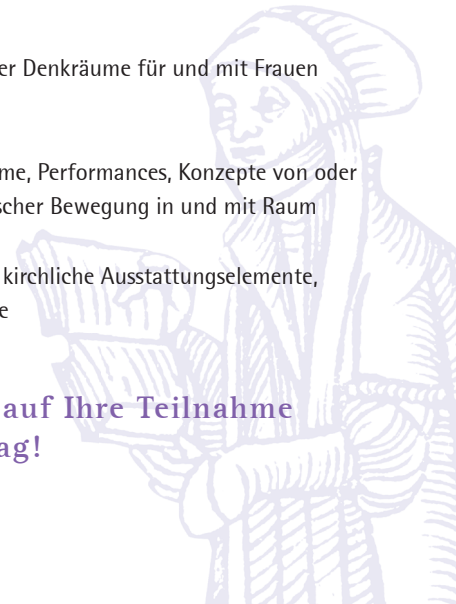 er Denkräume für und mit Frauen
me, Performances, Konzepte von oder
scher Bewegung in und mit Raum
kirchliche Ausstattungselemente,
e
auf Ihre Teilnahme
ag!